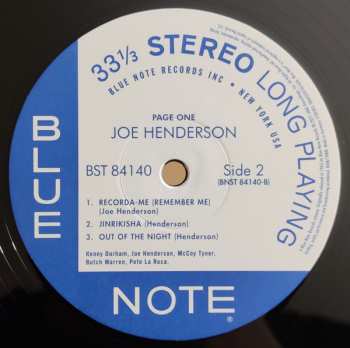 33⅓ STEREO LONG PLAYING
BLUE NOTE RECORDS INC • NEW YORK USA
PAGE ONE
JOE HENDERSON
BST 84140
Side 2
(BNST 84140-B)
1. RECORDA-ME (REMEMBER ME)
(Joe Henderson)
2. JINRIKISHA (Henderson)
3. OUT OF THE NIGHT (Henderson)
Kenny Dorham, Joe Henderson, McCoy Tyner,
Butch Warren, Pete La Roca.
BLUE
NOTE®